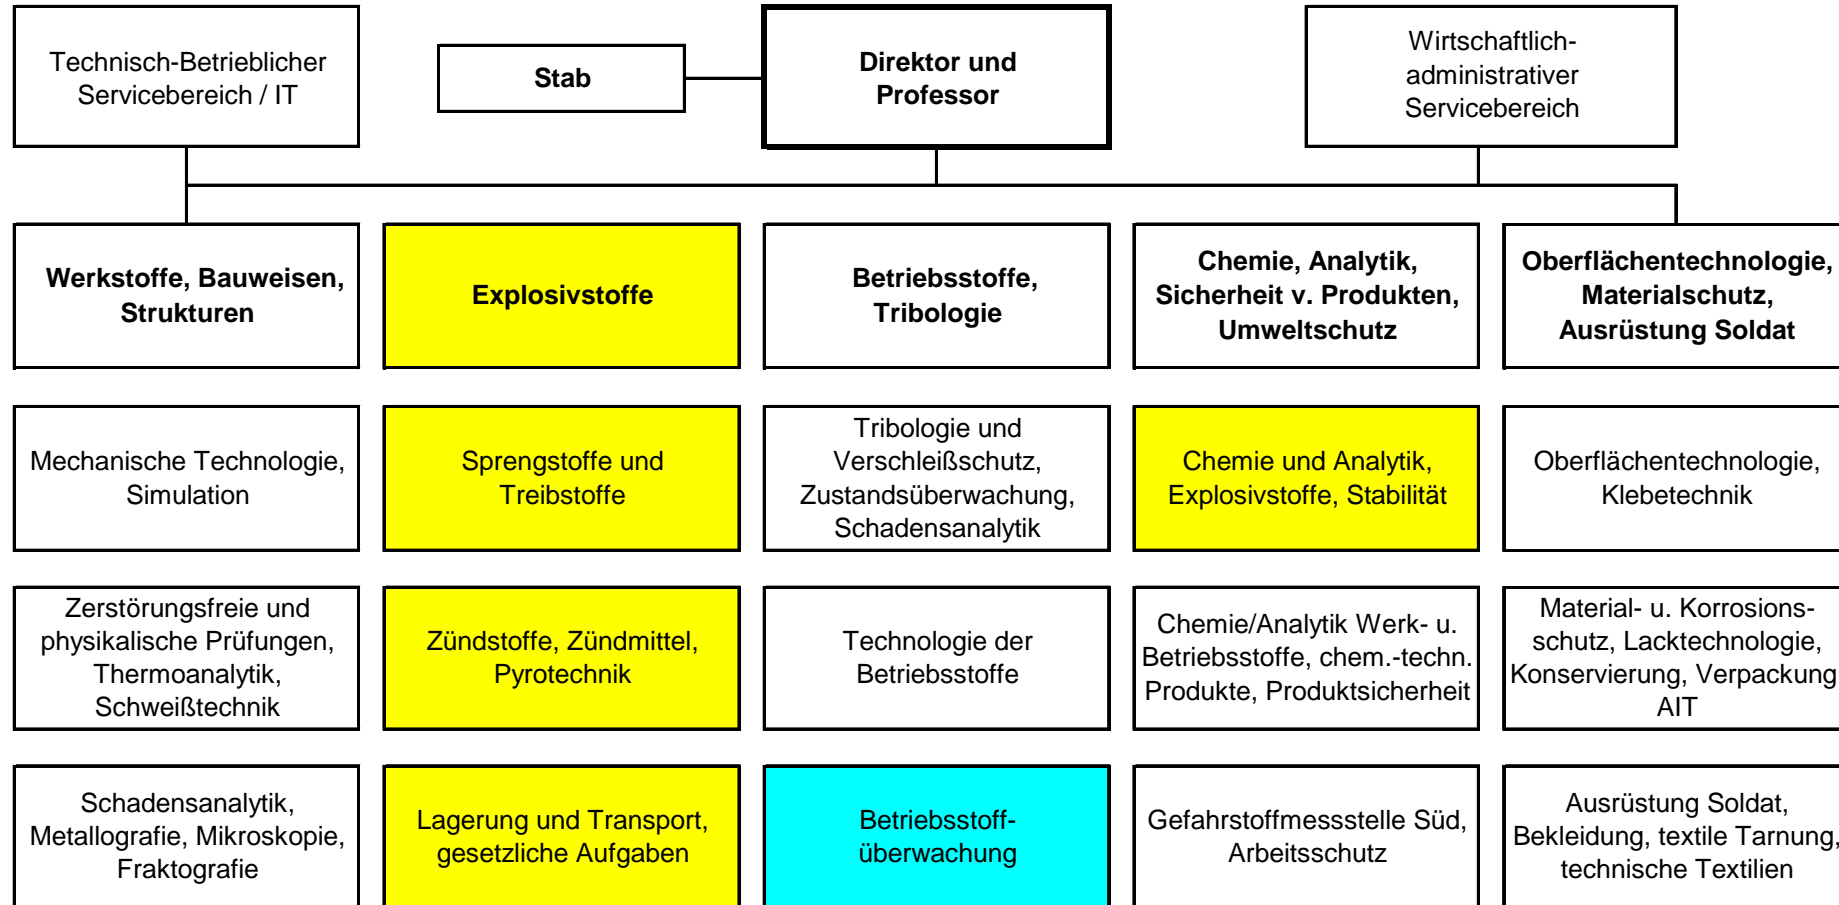 Technisch-Betrieblicher
Servicebereich / IT
Stab
Direktor und
Professor
Wirtschaftlich-
administrativer
Servicebereich
Werkstoffe, Bauweisen,
Strukturen
Explosivstoffe
Betriebsstoffe,
Tribologie
Chemie, Analytik,
Sicherheit v. Produkten,
Umweltschutz
Oberflächentechnologie,
Materialschutz,
Ausrüstung Soldat
Mechanische Technologie,
Simulation
Sprengstoffe und
Treibstoffe
Tribologie und
Verschleißschutz,
Zustandsüberwachung,
Schadensanalytik
Chemie und Analytik,
Explosivstoffe, Stabilität
Oberflächentechnologie,
Klebetechnik
Zerstörungsfreie und
physikalische Prüfungen,
Thermoanalytik,
Schweißtechnik
Zündstoffe, Zündmittel,
Pyrotechnik
Technologie der
Betriebsstoffe
Chemie/Analytik Werk- u.
Betriebsstoffe, chem.-techn.
Produkte, Produktsicherheit
Material- u. Korrosions-
schutz, Lacktechnologie,
Konservierung, Verpackung
AIT
Schadensanalytik,
Metallografie, Mikroskopie,
Fraktografie
Lagerung und Transport,
gesetzliche Aufgaben
Betriebsstoff-
überwachung
Gefahrstoffmessstelle Süd,
Arbeitsschutz
Ausrüstung Soldat,
Bekleidung, textile Tarnung,
technische Textilien